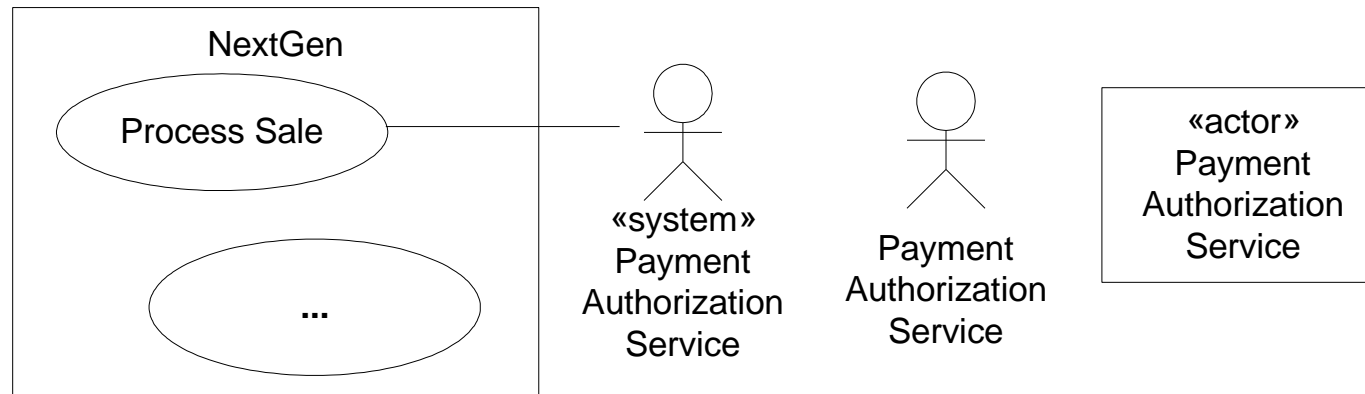 NextGen
Process Sale
...
«system»
Payment
Authorization
Service
Payment
Authorization
Service
«actor»
Payment
Authorization
Service